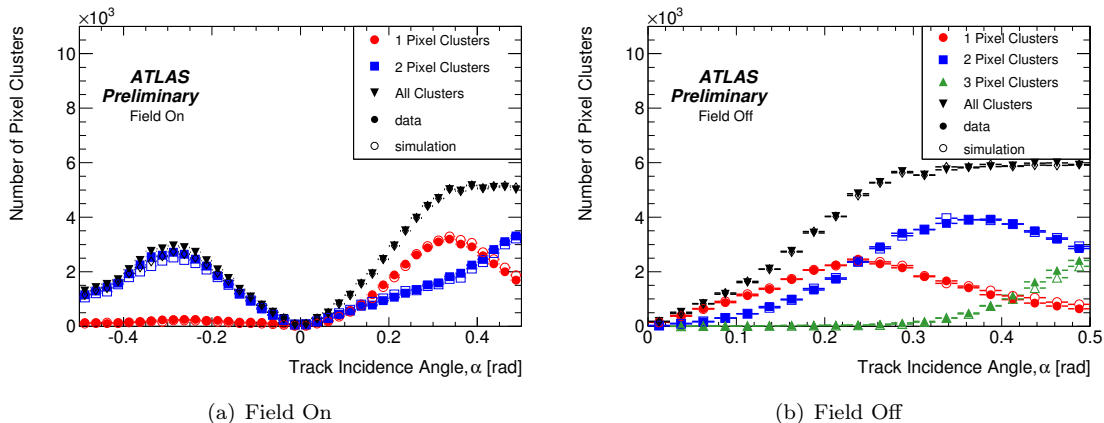 ×10³
Number of Pixel Clusters
10
8
6
4
2
0
ATLAS
Preliminary
Field On
1 Pixel Clusters
2 Pixel Clusters
All Clusters
data
simulation
-0.4 -0.2 0 0.2 0.4
Track Incidence Angle, α [rad]
(a) Field On
×10³
Number of Pixel Clusters
10
8
6
4
2
0
ATLAS
Preliminary
Field Off
1 Pixel Clusters
2 Pixel Clusters
3 Pixel Clusters
All Clusters
data
simulation
0 0.1 0.2 0.3 0.4 0.5
Track Incidence Angle, α [rad]
(b) Field Off